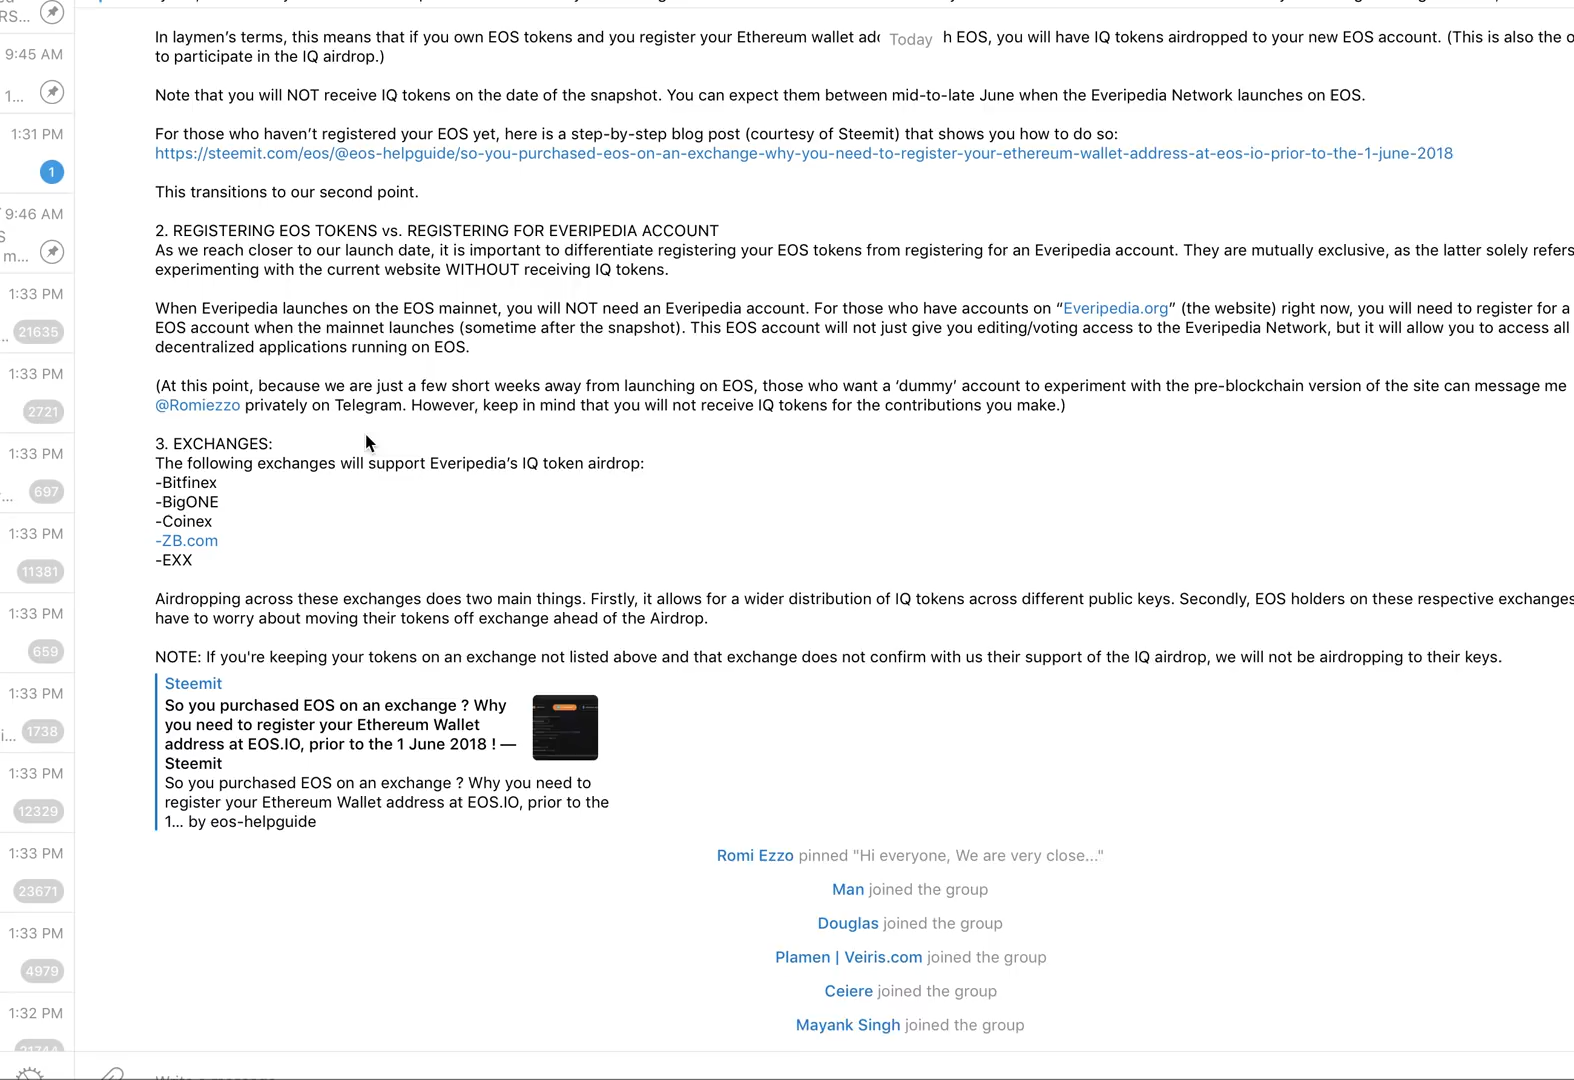 RS...
9:45 AM
1...
1:31 PM
1
9:46 AM
S
m...
1:33 PM
21635
1:33 PM
2721
1:33 PM
697
1:33 PM
11381
1:33 PM
659
1:33 PM
i...
1738
1:33 PM
12329
1:33 PM
23671
1:33 PM
4979
1:32 PM
In laymen’s terms, this means that if you own EOS tokens and you register your Ethereum wallet add Today h EOS, you will have IQ tokens airdropped to your new EOS account. (This is also the o
to participate in the IQ airdrop.)
Note that you will NOT receive IQ tokens on the date of the snapshot. You can expect them between mid-to-late June when the Everipedia Network launches on EOS.
For those who haven’t registered your EOS yet, here is a step-by-step blog post (courtesy of Steemit) that shows you how to do so:
https://steemit.com/eos/@eos-helpguide/so-you-purchased-eos-on-an-exchange-why-you-need-to-register-your-ethereum-wallet-address-at-eos-io-prior-to-the-1-june-2018
This transitions to our second point.
2. REGISTERING EOS TOKENS vs. REGISTERING FOR EVERIPEDIA ACCOUNT
As we reach closer to our launch date, it is important to differentiate registering your EOS tokens from registering for an Everipedia account. They are mutually exclusive, as the latter solely refers
experimenting with the current website WITHOUT receiving IQ tokens.
When Everipedia launches on the EOS mainnet, you will NOT need an Everipedia account. For those who have accounts on “Everipedia.org” (the website) right now, you will need to register for a
EOS account when the mainnet launches (sometime after the snapshot). This EOS account will not just give you editing/voting access to the Everipedia Network, but it will allow you to access all
decentralized applications running on EOS.
(At this point, because we are just a few short weeks away from launching on EOS, those who want a ‘dummy’ account to experiment with the pre-blockchain version of the site can message me
@Romiezzo privately on Telegram. However, keep in mind that you will not receive IQ tokens for the contributions you make.)
3. EXCHANGES:
The following exchanges will support Everipedia’s IQ token airdrop:
-Bitfinex
-BigONE
-Coinex
-ZB.com
-EXX
Airdropping across these exchanges does two main things. Firstly, it allows for a wider distribution of IQ tokens across different public keys. Secondly, EOS holders on these respective exchanges
have to worry about moving their tokens off exchange ahead of the Airdrop.
NOTE: If you're keeping your tokens on an exchange not listed above and that exchange does not confirm with us their support of the IQ airdrop, we will not be airdropping to their keys.
Steemit
So you purchased EOS on an exchange ? Why
you need to register your Ethereum Wallet
address at EOS.IO, prior to the 1 June 2018 ! —
Steemit
So you purchased EOS on an exchange ? Why you need to
register your Ethereum Wallet address at EOS.IO, prior to the
1... by eos-helpguide
Romi Ezzo pinned "Hi everyone, We are very close..."
Man joined the group
Douglas joined the group
Plamen | Veiris.com joined the group
Ceiere joined the group
Mayank Singh joined the group